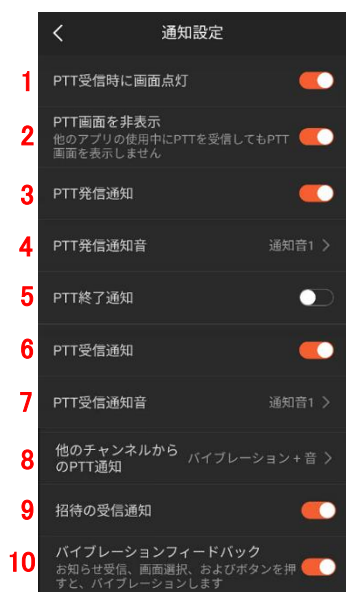 通知設定
1 PTT受信時に画面点灯
PTT画面を非表示
2 他のアプリの使用中にPTTを受信してもPTT
画面を表示しません
3 PTT発信通知
4 PTT発信通知音 通知音1
5 PTT終了通知
6 PTT受信通知
7 PTT受信通知音 通知音1
他のチャンネルから
8 のPTT通知 バイブレーション+音
9 招待の受信通知
バイブレーションフィードバック
10 お知らせ受信、画面選択、およびボタンを押
すと、バイブレーションします